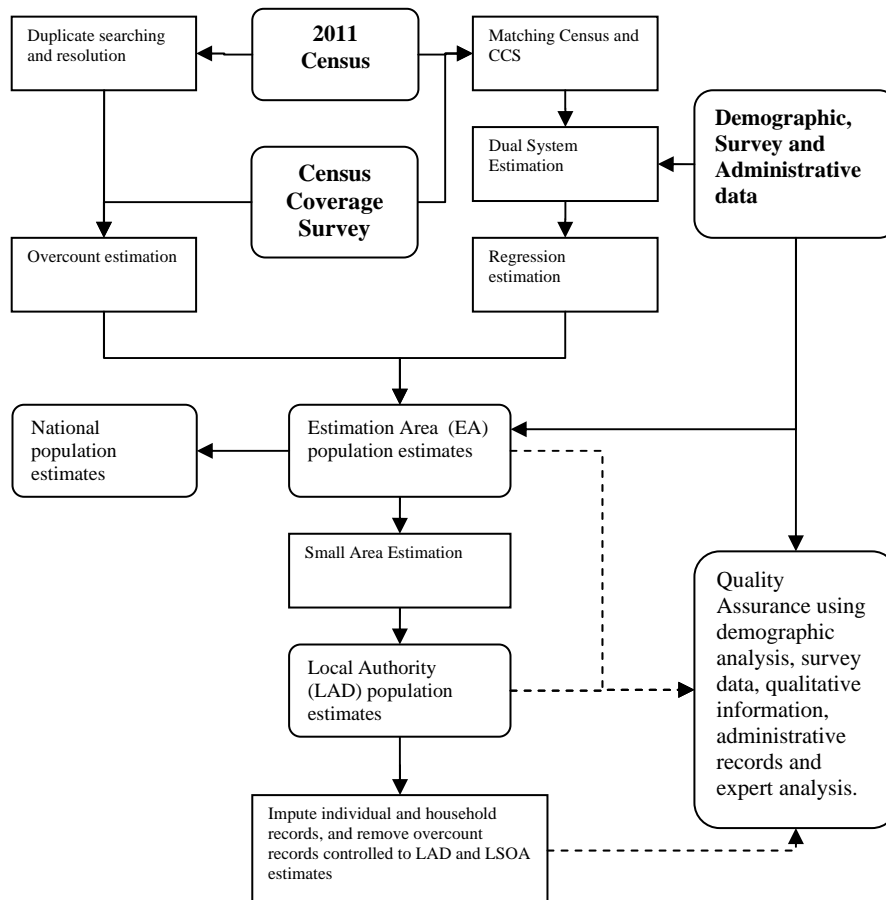 Duplicate searching
and resolution
2011
Census
Matching Census and
CCS
Demographic,
Survey and
Administrative
data
Dual System
Estimation
Census
Coverage
Survey
Overcount estimation
Regression
estimation
National
population
estimates
Estimation Area (EA)
population estimates
Small Area Estimation
Quality
Assurance using
demographic
analysis, survey
data, qualitative
information,
administrative
records and
expert analysis.
Local Authority
(LAD) population
estimates
Impute individual and household
records, and remove overcount
records controlled to LAD and LSOA
estimates